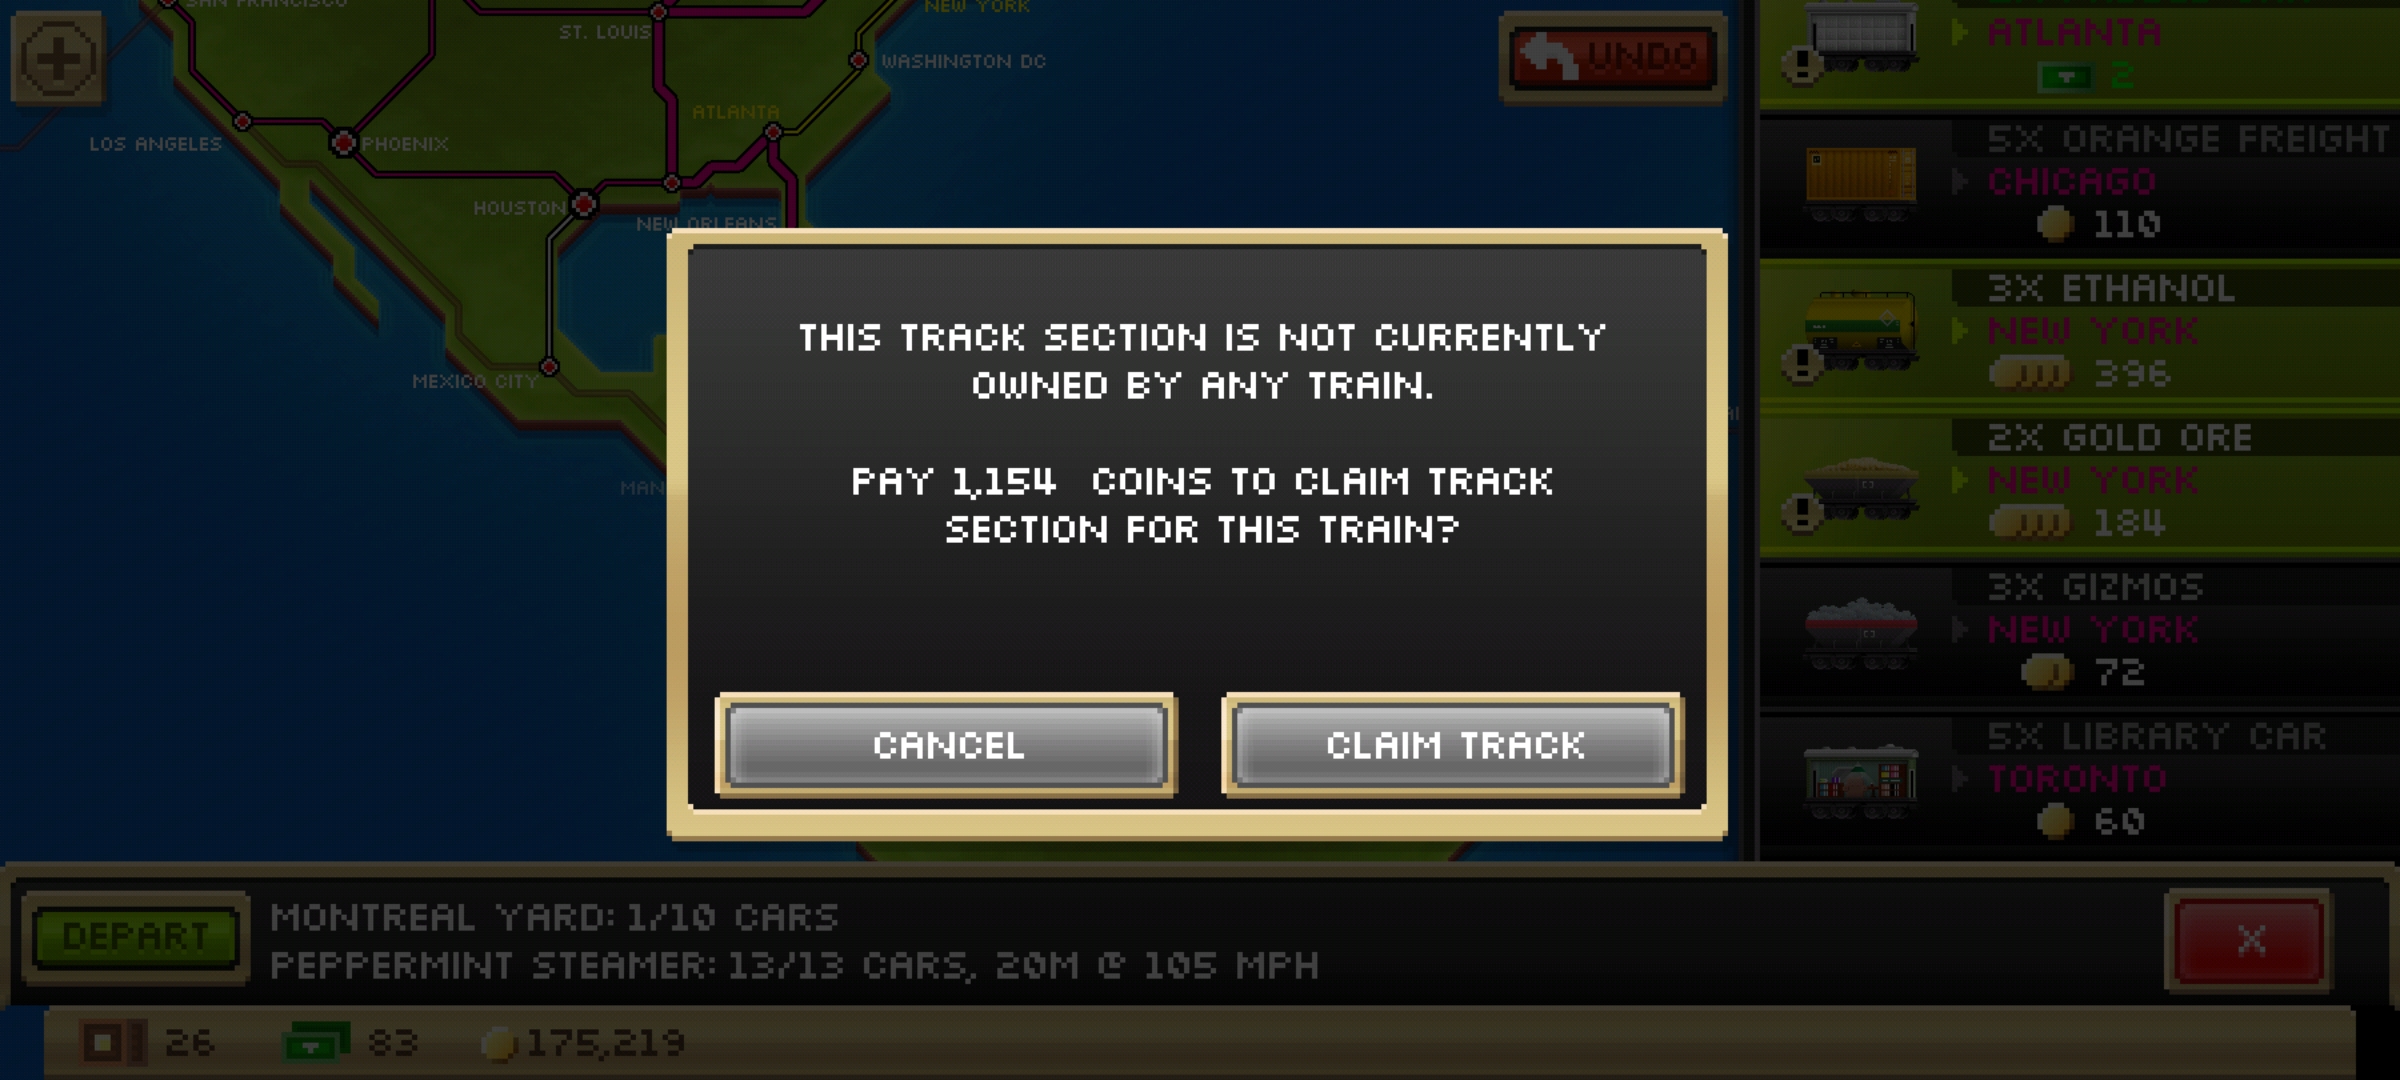 SAN FRANCISCO
ST. LOUIS
NEW YORK
WASHINGTON DC
ATLANTA
LOS ANGELES
PHOENIX
HOUSTON
NEW ORLEANS
MEXICO CITY
MAN
UNDO
ATLANTA
2
5X ORANGE FREIGHT
CHICAGO
110
3X ETHANOL
NEW YORK
396
2X GOLD ORE
NEW YORK
184
3X GIZMOS
NEW YORK
72
5X LIBRARY CAR
TORONTO
60
THIS TRACK SECTION IS NOT CURRENTLY
OWNED BY ANY TRAIN.
PAY 1,154 COINS TO CLAIM TRACK
SECTION FOR THIS TRAIN?
CANCEL
CLAIM TRACK
DEPART
MONTREAL YARD: 1/10 CARS
PEPPERMINT STEAMER: 13/13 CARS, 20M @ 105 MPH
X
26
83
175,219